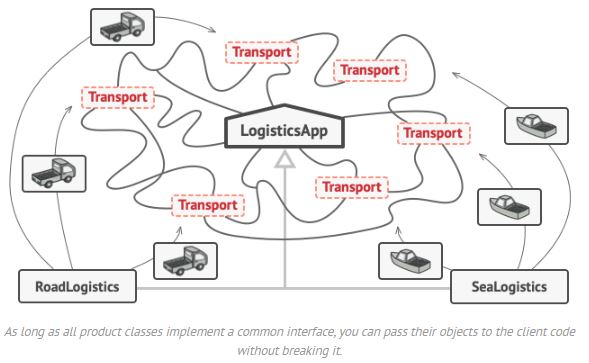 Transport
Transport
Transport
LogisticsApp
Transport
Transport
Transport
RoadLogistics
SeaLogistics
As long as all product classes implement a common interface, you can pass their objects to the client code
without breaking it.